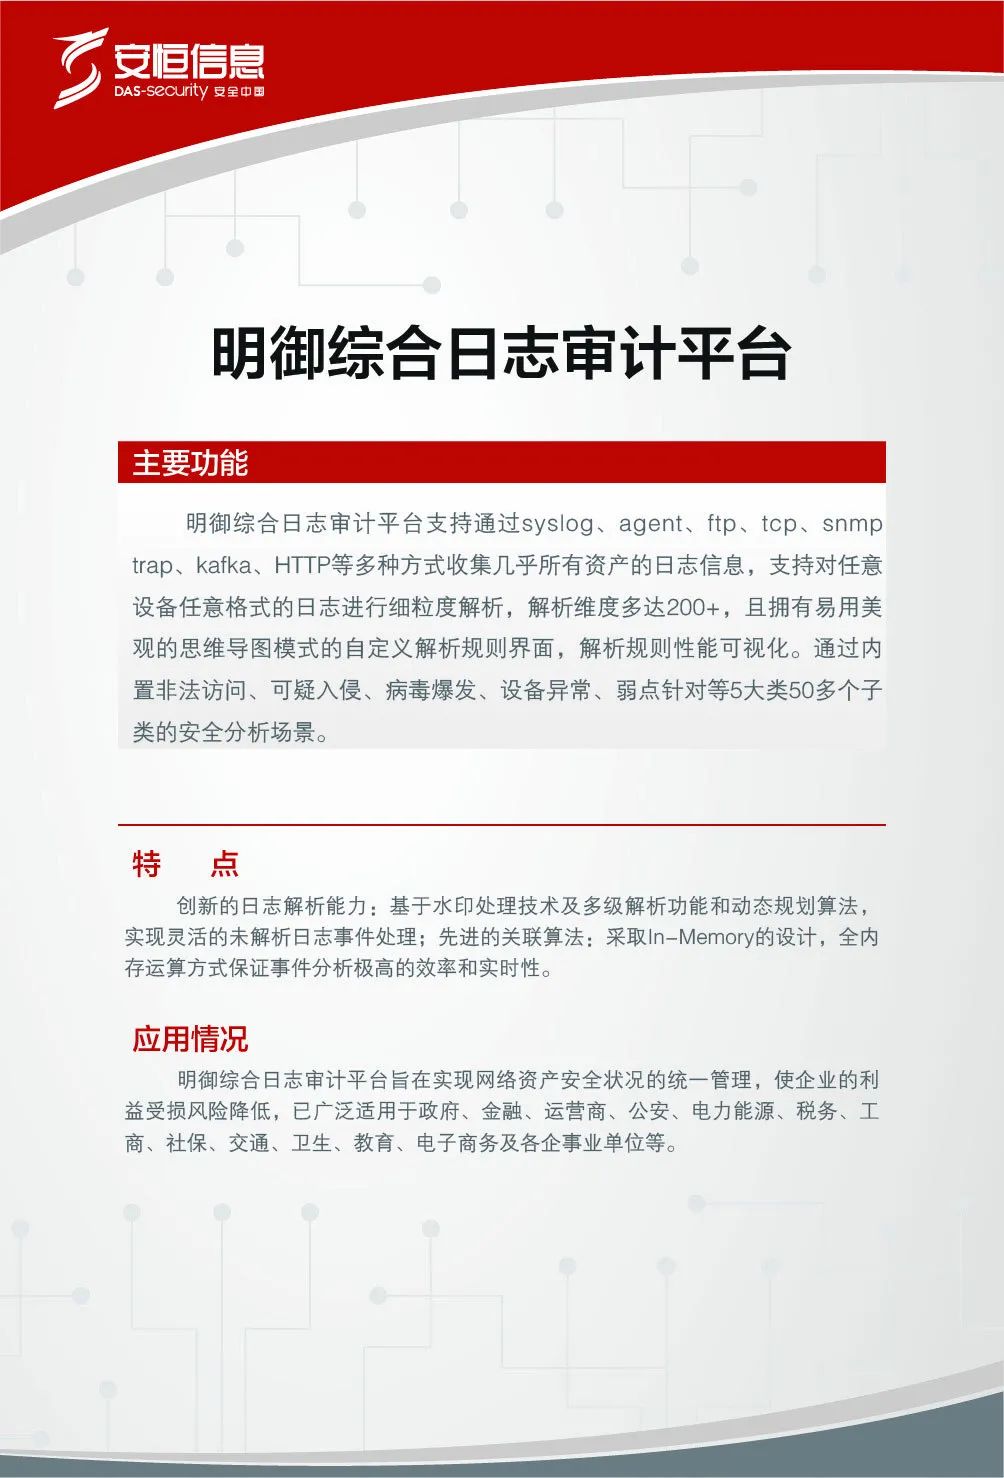 安恒信息
DAS-security 安全中国
明御综合日志审计平台
主要功能
明御综合日志审计平台支持通过syslog、agent、ftp、tcp、snmp
trap、kafka、HTTP等多种方式收集几乎所有资产的日志信息，支持对任意
设备任意格式的日志进行细粒度解析，解析维度多达200+，且拥有易用美
观的思维导图模式的自定义解析规则界面，解析规则性能可视化。通过内
置非法访问、可疑入侵、病毒爆发、设备异常、弱点针对等5大类50多个子
类的安全分析场景。
特 点
创新的日志解析能力：基于水印处理技术及多级解析功能和动态规划算法，
实现灵活的未解析日志事件处理；先进的关联算法：采取In-Memory的设计，全内
存运算方式保证事件分析极高的效率和实时性。
应用情况
明御综合日志审计平台旨在实现网络资产安全状况的统一管理，使企业的利
益受损风险降低，已广泛适用于政府、金融、运营商、公安、电力能源、税务、工
商、社保、交通、卫生、教育、电子商务及各企事业单位等。